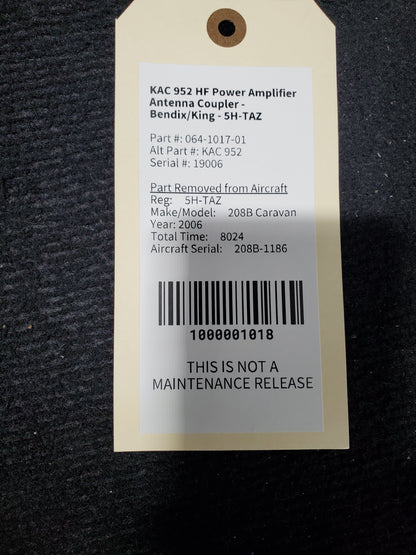 KAC 952 HF Power Amplifier
Antenna Coupler -
Bendix/King - 5H-TAZ
Part #: 064-1017-01
Alt Part #: KAC 952
Serial #: 19006
Part Removed from Aircraft
Reg: 5H-TAZ
Make/Model: 208B Caravan
Year: 2006
Total Time: 8024
Aircraft Serial: 208B-1186
1000001018
THIS IS NOT A
MAINTENANCE RELEASE